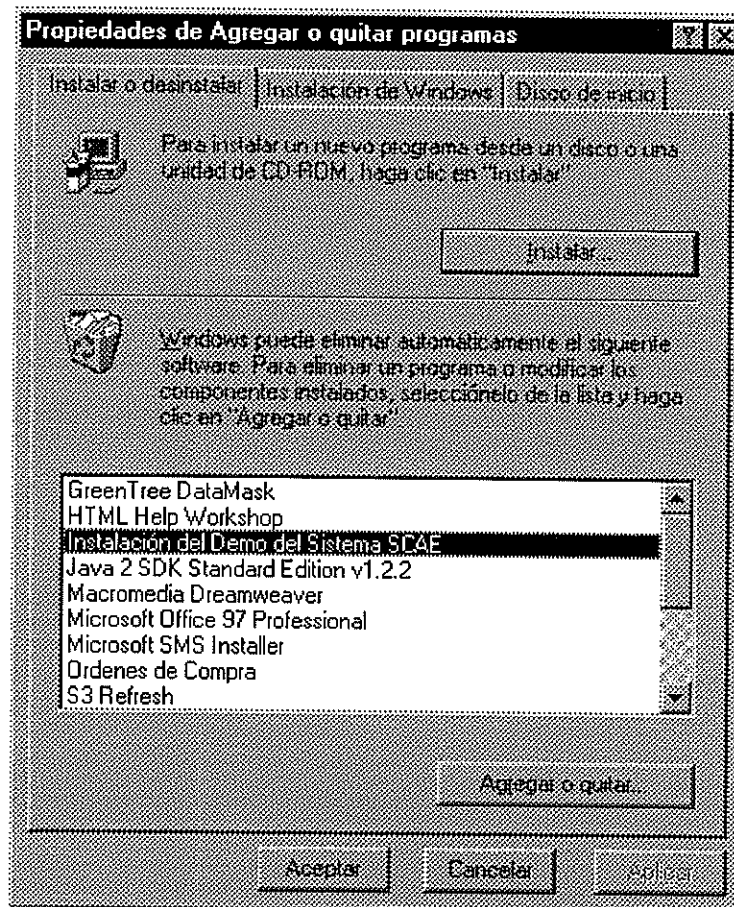 Propiedades de Agregar o quitar programas
Instalar o desinstalar Instalación de Windows Disco de inicio
Para instalar un nuevo programa desde un disco o una
unidad de CD-ROM, haga clic en "Instalar"
Instalar...
Windows puede eliminar automáticamente el siguiente
software. Para eliminar un programa o modificar los
componentes instalados, selecciónelo de la lista y haga
clic en "Agregar o quitar"
GreenTree DataMask
HTML Help Workshop
Instalación del Demo del Sistema SCAE
Java 2 SDK Standard Edition v1.2.2
Macromedia Dreamweaver
Microsoft Office 97 Professional
Microsoft SMS Installer
Ordenes de Compra
S3 Refresh
Agregar o quitar...
Aceptar Cancelar Aplicar